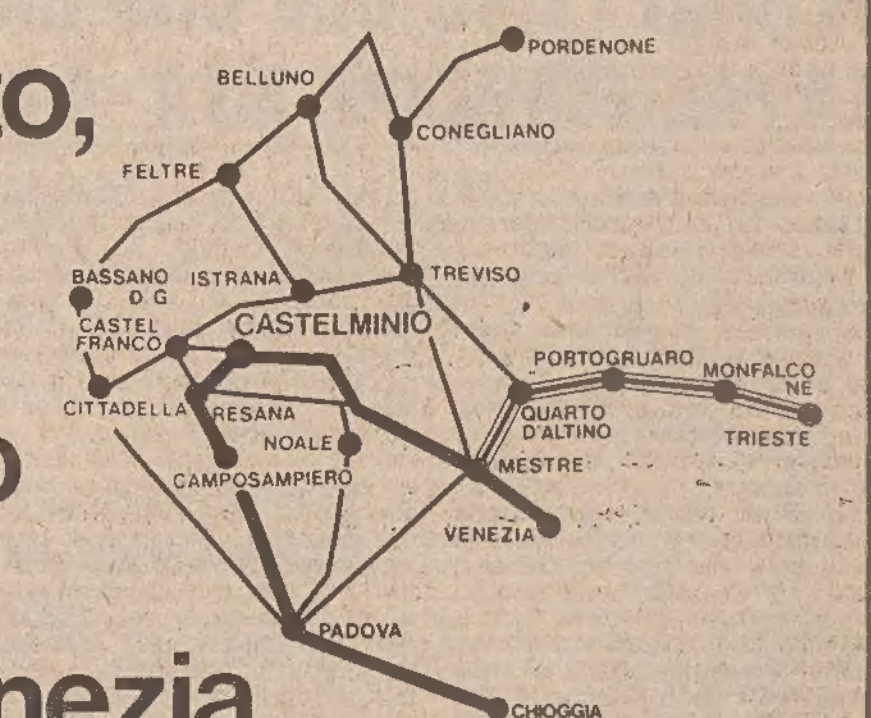 to,
PORDENONE
BELLUNO
CONEGLIANO
FELTRE
BASSANO
D G
ISTRANA
TREVISO
CASTEL
FRANCO
CASTELMINIO
PORTOGRUARO
MONFALCO
NE
CITTADELLA
RESANA
QUARTO
D'ALTINO
TRIESTE
NOALE
MESTRE
CAMPOSAMPIERO
VENEZIA
PADOVA
nezia
CHIOGGIA